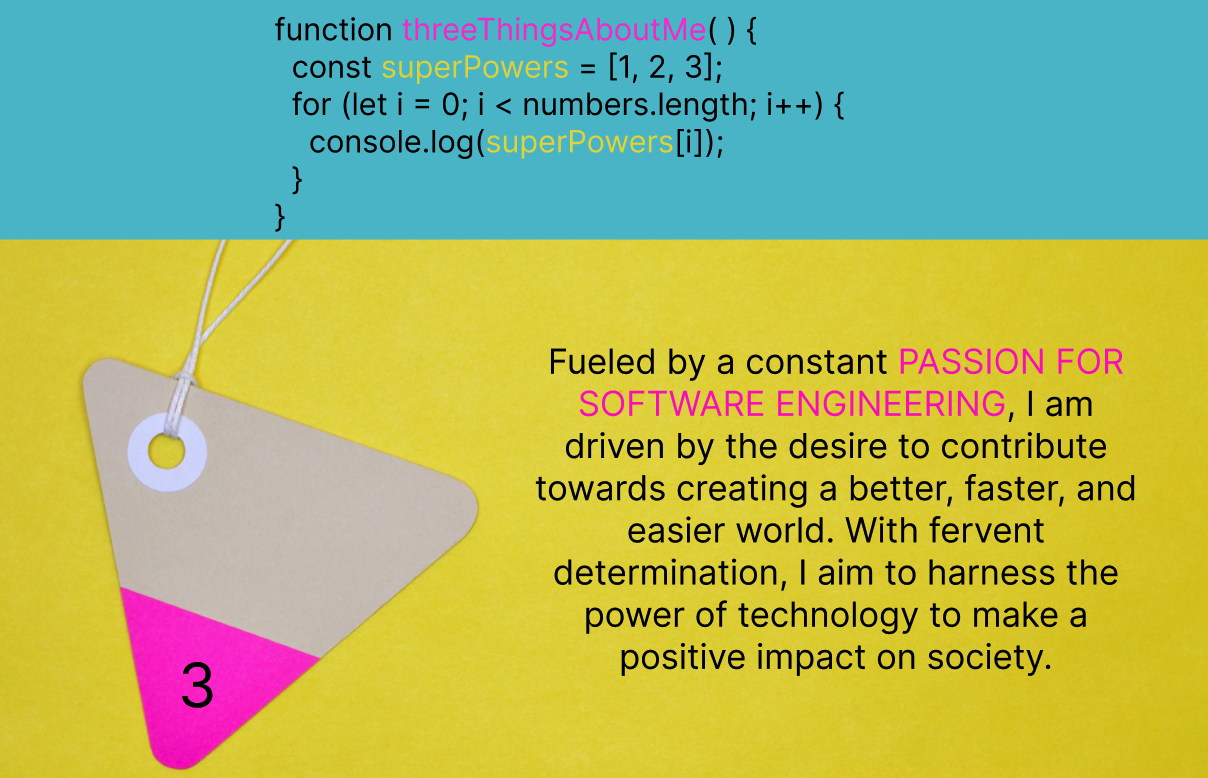 function threeThingsAboutMe( ) {
const superPowers = [1, 2, 3];
for (let i = 0; i < numbers.length; i++) {
console.log(superPowers[i]);
}
}
Fueled by a constant PASSION FOR
SOFTWARE ENGINEERING, I am
driven by the desire to contribute
towards creating a better, faster, and
easier world. With fervent
determination, I aim to harness the
power of technology to make a
positive impact on society.
3